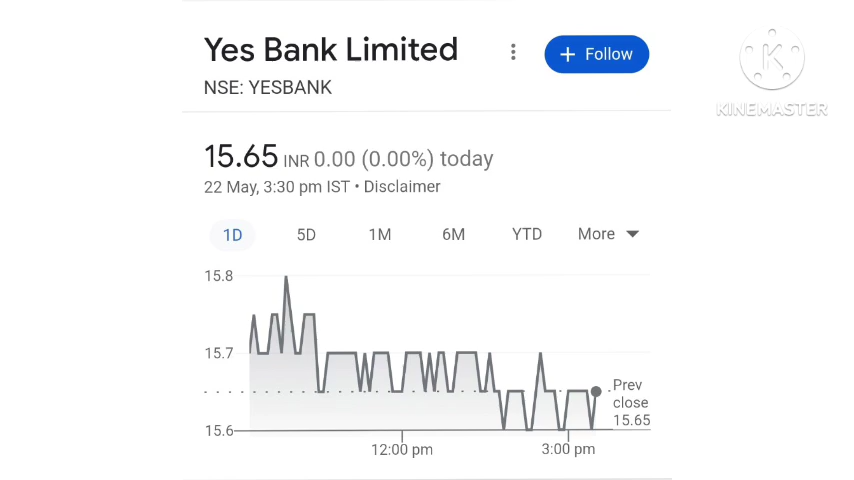 Yes Bank Limited
+ Follow
NSE: YESBANK
KINEMASTER
15.65 INR 0.00 (0.00%) today
22 May, 3:30 pm IST • Disclaimer
1D 5D 1M 6M YTD More
15.8
15.7
Prev
close
15.65
15.6
12:00 pm 3:00 pm